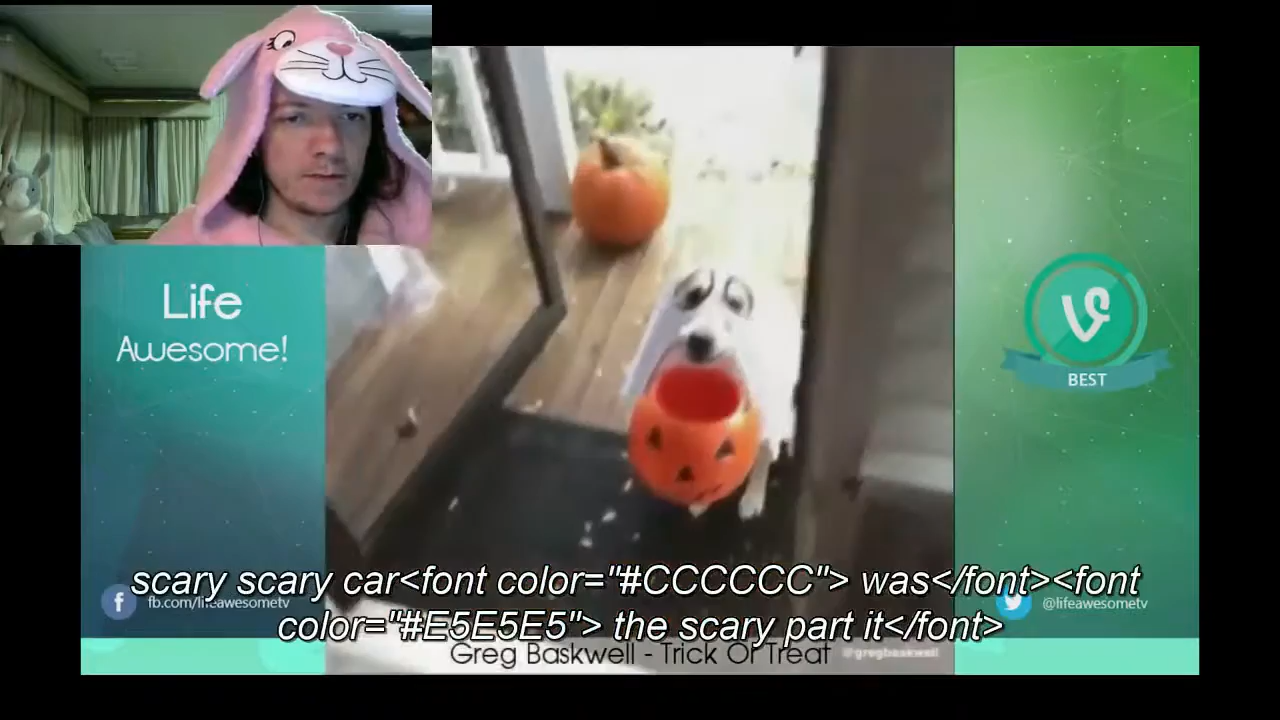 Life
Awesome!
BEST
scary scary car<font color="#CCCCCC"> was</font><font
color="#E5E5E5"> the scary part it</font>
fb.com/lifeawesometv
@lifeawesometv
Greg Baskwell - Trick Or Treat
@gregbaskwell